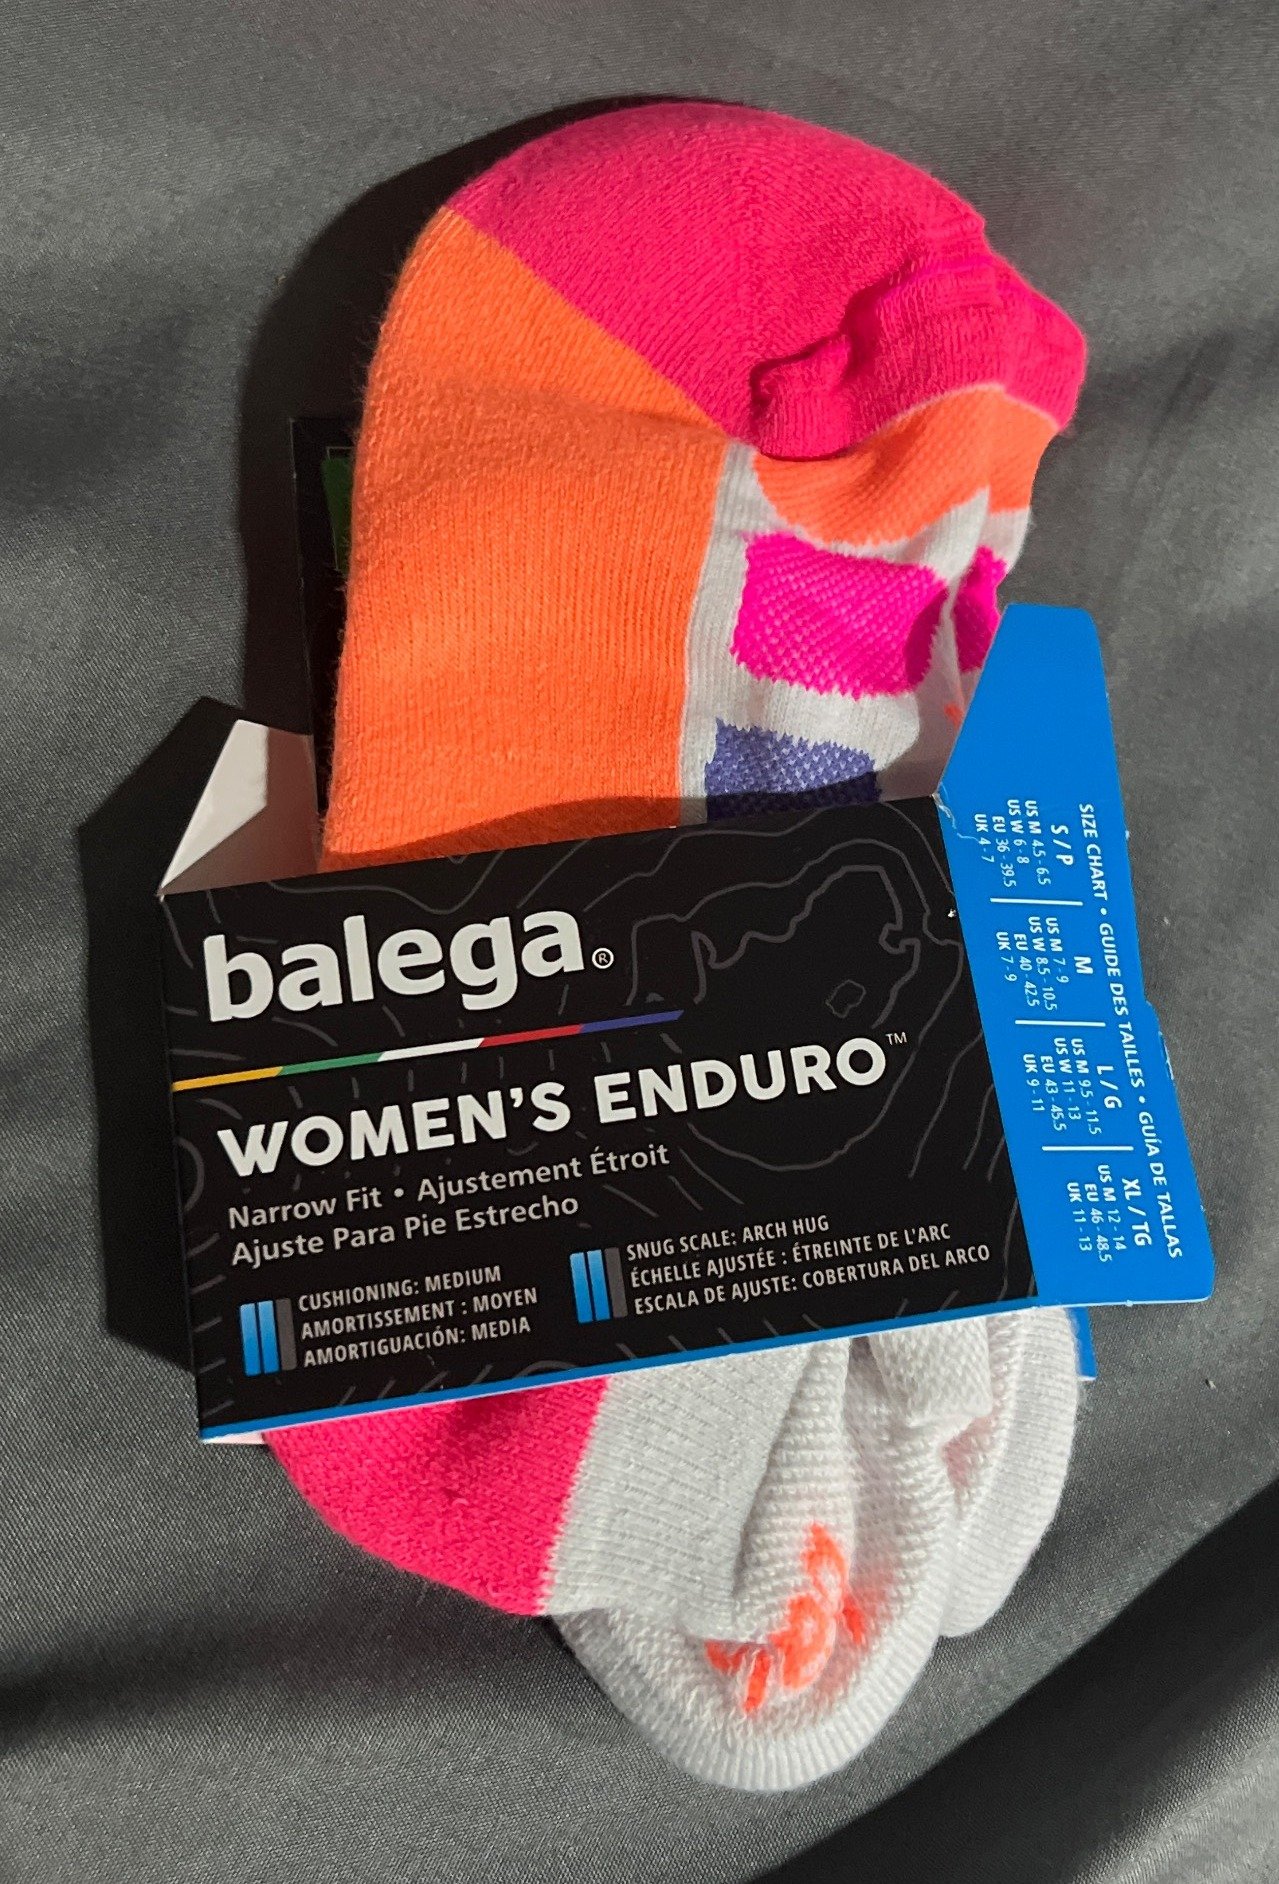 balega®
WOMEN'S ENDURO™
Narrow Fit • Ajustement Étroit
Ajuste Para Pie Estrecho
CUSHIONING: MEDIUM
AMORTISSEMENT : MOYEN
AMORTIGUACIÓN: MEDIA
SNUG SCALE: ARCH HUG
ÉCHELLE AJUSTÉE : ÉTREINTE DE L'ARC
ESCALA DE AJUSTE: COBERTURA DEL ARCO
SIZE CHART • GUIDE DES TAILLES • GUÍA DE TALLAS
S / P
US M 4.5 - 6.5
US W 6 - 8
EU 36 - 39.5
UK 4 - 7
M
US M 7 - 9
US W 8.5 - 10.5
EU 40 - 42.5
UK 7 - 9
L / G
US M 9.5 - 11.5
US W 11 - 13
EU 43 - 45.5
UK 9 - 11
XL / TG
US M 12 - 14
EU 46 - 48.5
UK 11 - 13